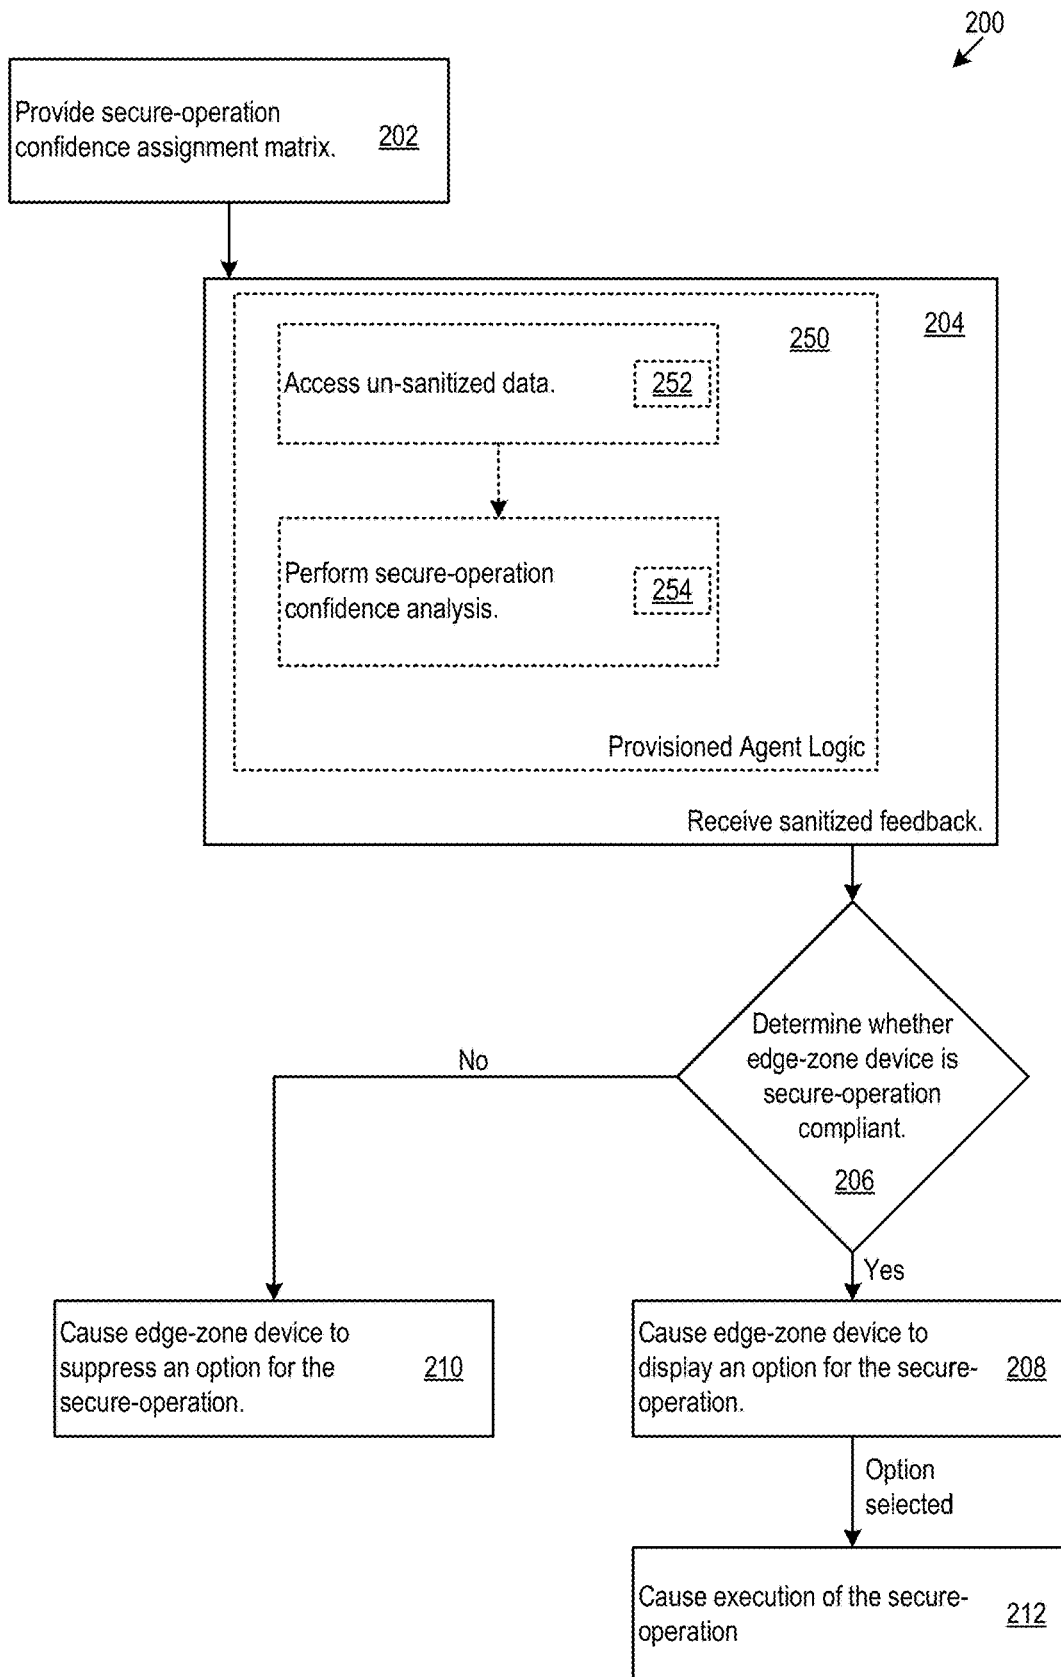 200
Provide secure-operation
confidence assignment matrix.
202
204
250
Access un-sanitized data.
252
Perform secure-operation
confidence analysis.
254
Provisioned Agent Logic
Receive sanitized feedback.
Determine whether
edge-zone device is
secure-operation
compliant.
206
No
Yes
Cause edge-zone device to
suppress an option for the
secure-operation.
210
Cause edge-zone device to
display an option for the secure-
operation.
208
Option
selected
Cause execution of the secure-
operation
212